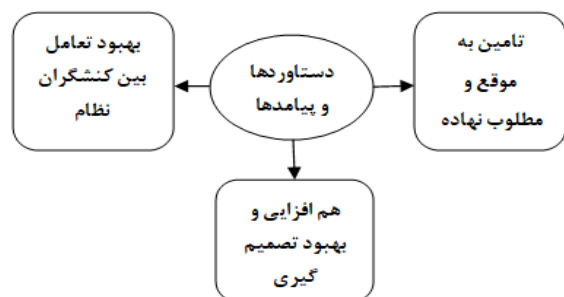 تامین به
موقع و
مطلوب نهاده
دستاوردها
و پیامدها
بهبود تعامل
بین کنشگران
نظام
هم افزایی و
بهبود تصمیم
گیری